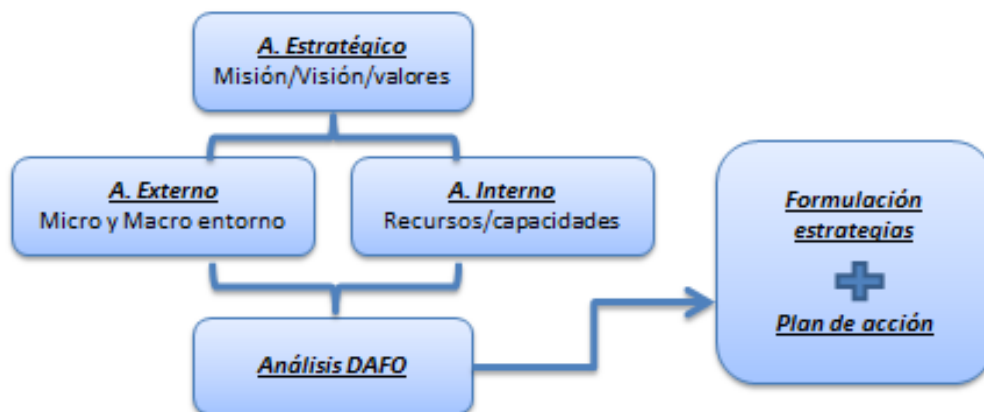 A. Estratégico
Misión/Visión/valores
A. Externo
Micro y Macro entorno
A. Interno
Recursos/capacidades
Formulación
estrategias
Plan de acción
Análisis DAFO